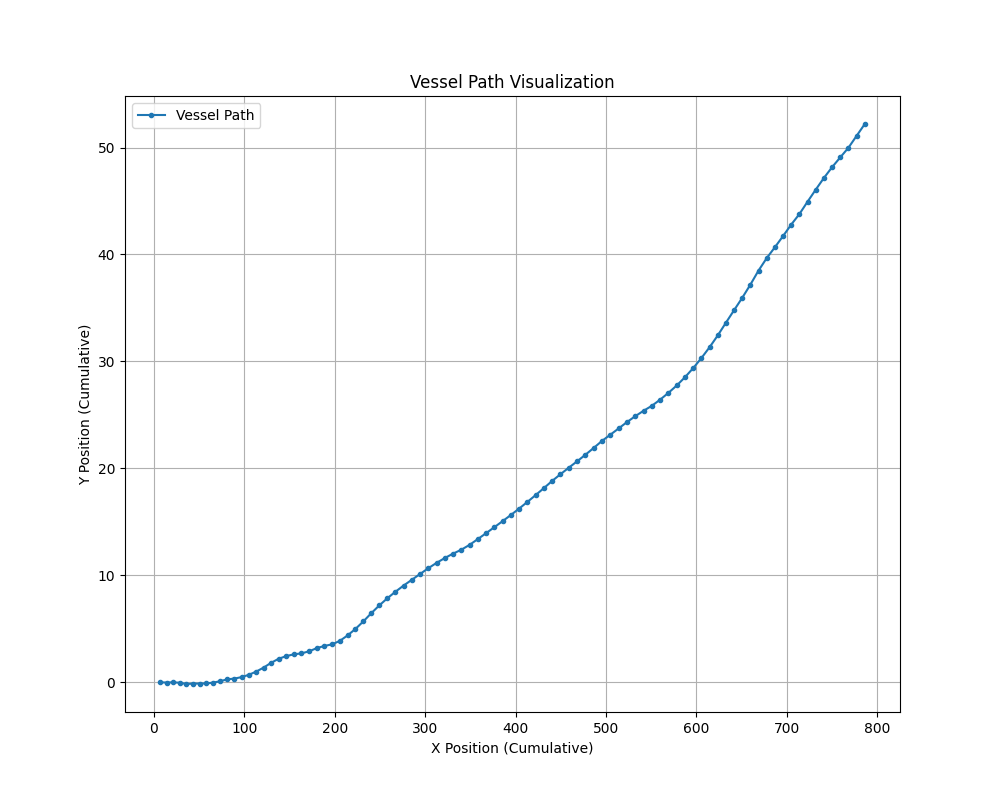 Vessel Path Visualization
Vessel Path
50
40
30
20
10
0
Y Position (Cumulative)
0 100 200 300 400 500 600 700 800
X Position (Cumulative)